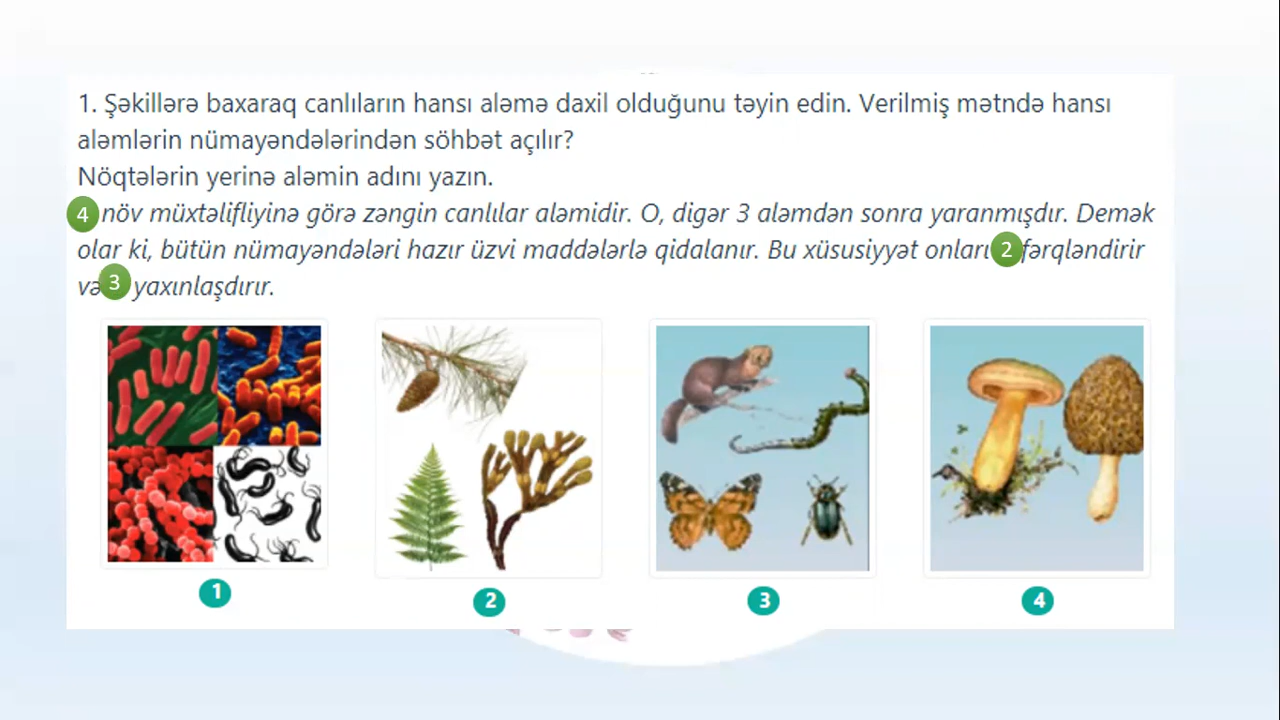 1. Şəkillərə baxaraq canlıların hansı aləmə daxil olduğunu təyin edin. Verilmiş mətndə hansı
aləmlərin nümayəndələrindən söhbət açılır?
Nöqtələrin yerinə aləmin adını yazın.
4 növ müxtəlifliyinə görə zəngin canlılar aləmidir. O, digər 3 aləmdən sonra yaranmışdır. Demək
olar ki, bütün nümayəndələri hazır üzvi maddələrlə qidalanır. Bu xüsusiyyət onları 2 fərqləndirir
və 3 yaxınlaşdırır.
1 2 3 4